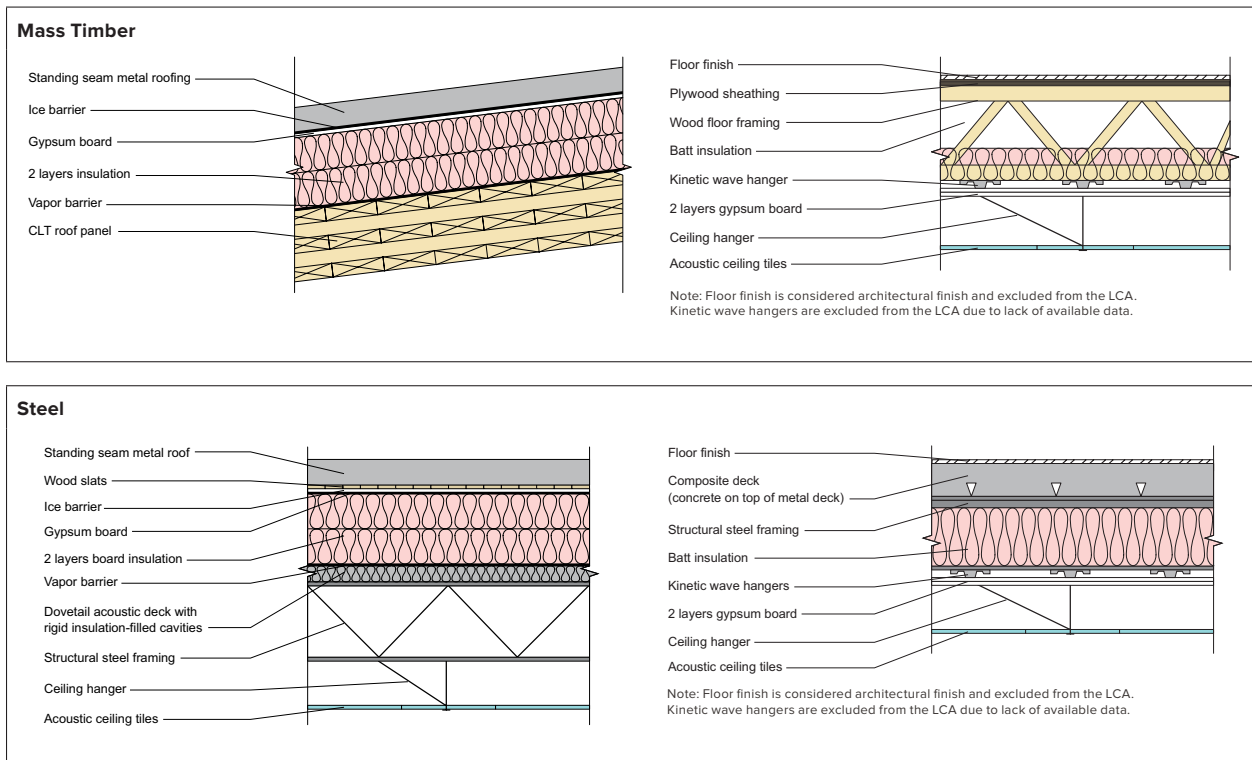 Mass Timber
Standing seam metal roofing
Ice barrier
Gypsum board
2 layers insulation
Vapor barrier
CLT roof panel
Floor finish
Plywood sheathing
Wood floor framing
Batt insulation
Kinetic wave hanger
2 layers gypsum board
Ceiling hanger
Acoustic ceiling tiles
Note: Floor finish is considered architectural finish and excluded from the LCA.
Kinetic wave hangers are excluded from the LCA due to lack of available data.
Steel
Standing seam metal roof
Wood slats
Ice barrier
Gypsum board
2 layers board insulation
Vapor barrier
Dovetail acoustic deck with
rigid insulation-filled cavities
Structural steel framing
Ceiling hanger
Acoustic ceiling tiles
Floor finish
Composite deck
(concrete on top of metal deck)
Structural steel framing
Batt insulation
Kinetic wave hangers
2 layers gypsum board
Ceiling hanger
Acoustic ceiling tiles
Note: Floor finish is considered architectural finish and excluded from the LCA.
Kinetic wave hangers are excluded from the LCA due to lack of available data.